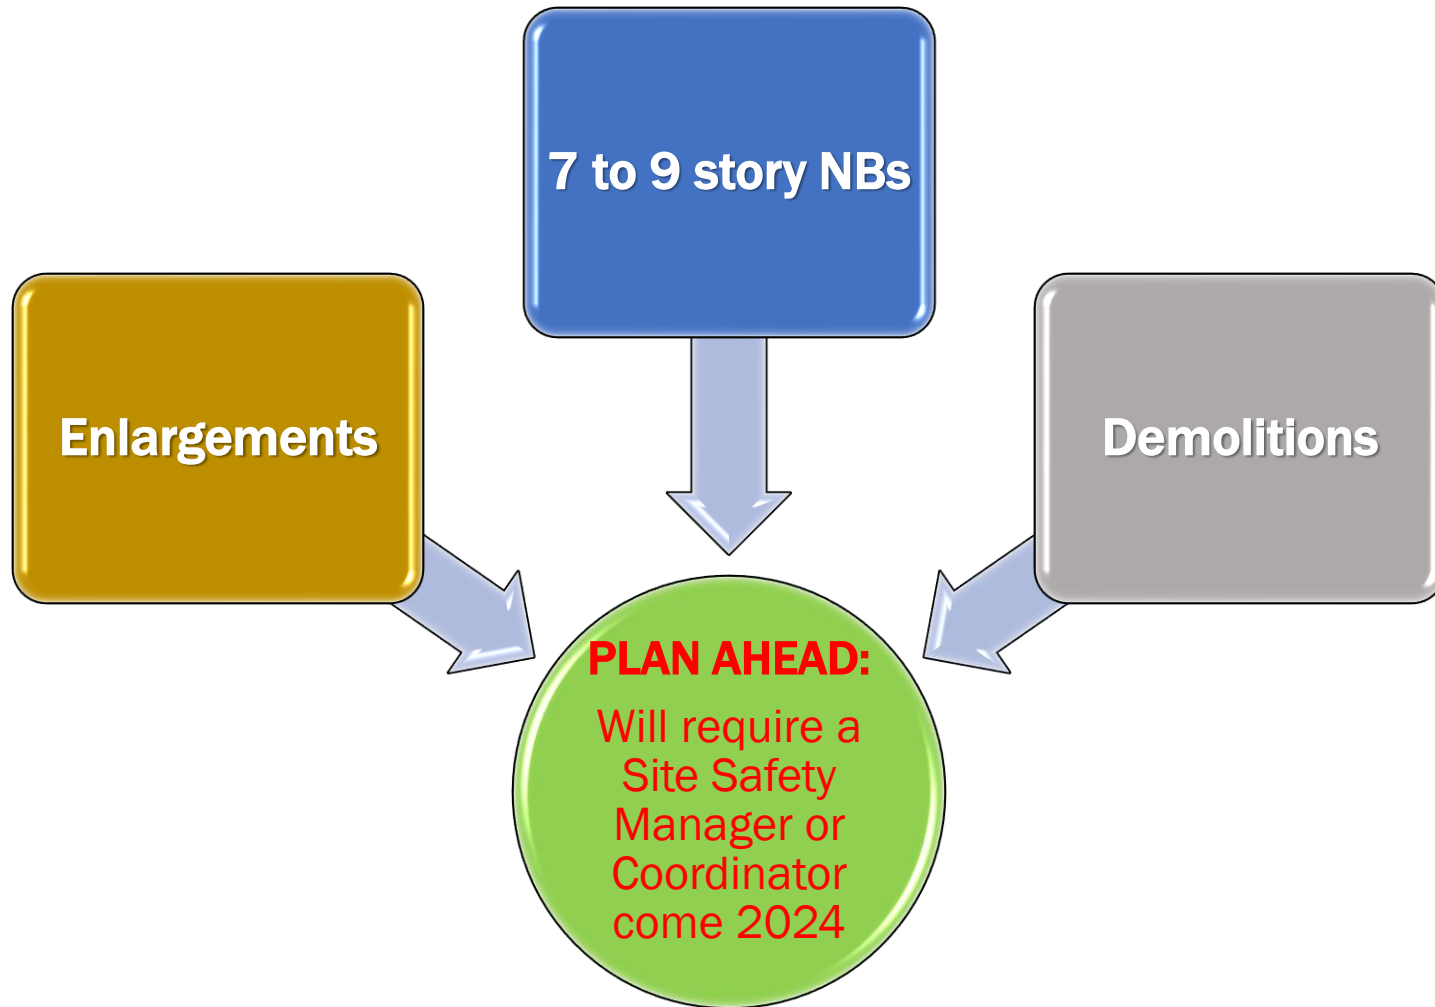 7 to 9 story NBs
Enlargements
Demolitions
PLAN AHEAD:
Will require a
Site Safety
Manager or
Coordinator
come 2024